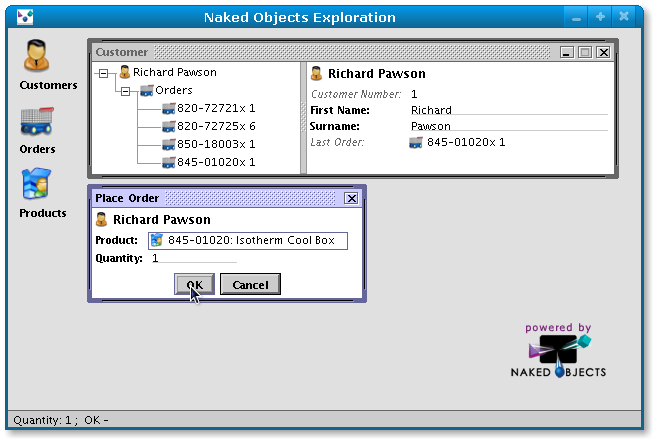 Naked Objects Exploration
Customers
Orders
Products
Customer
Richard Pawson
Orders
820-72721x 1
820-72725x 6
850-18003x 1
845-01020x 1
Richard Pawson
Customer Number: 1
First Name: Richard
Surname: Pawson
Last Order: 845-01020x 1
Place Order
Richard Pawson
Product: 845-01020: Isotherm Cool Box
Quantity: 1
OK Cancel
powered by
NAKED OBJECTS
Quantity: 1 ; OK -